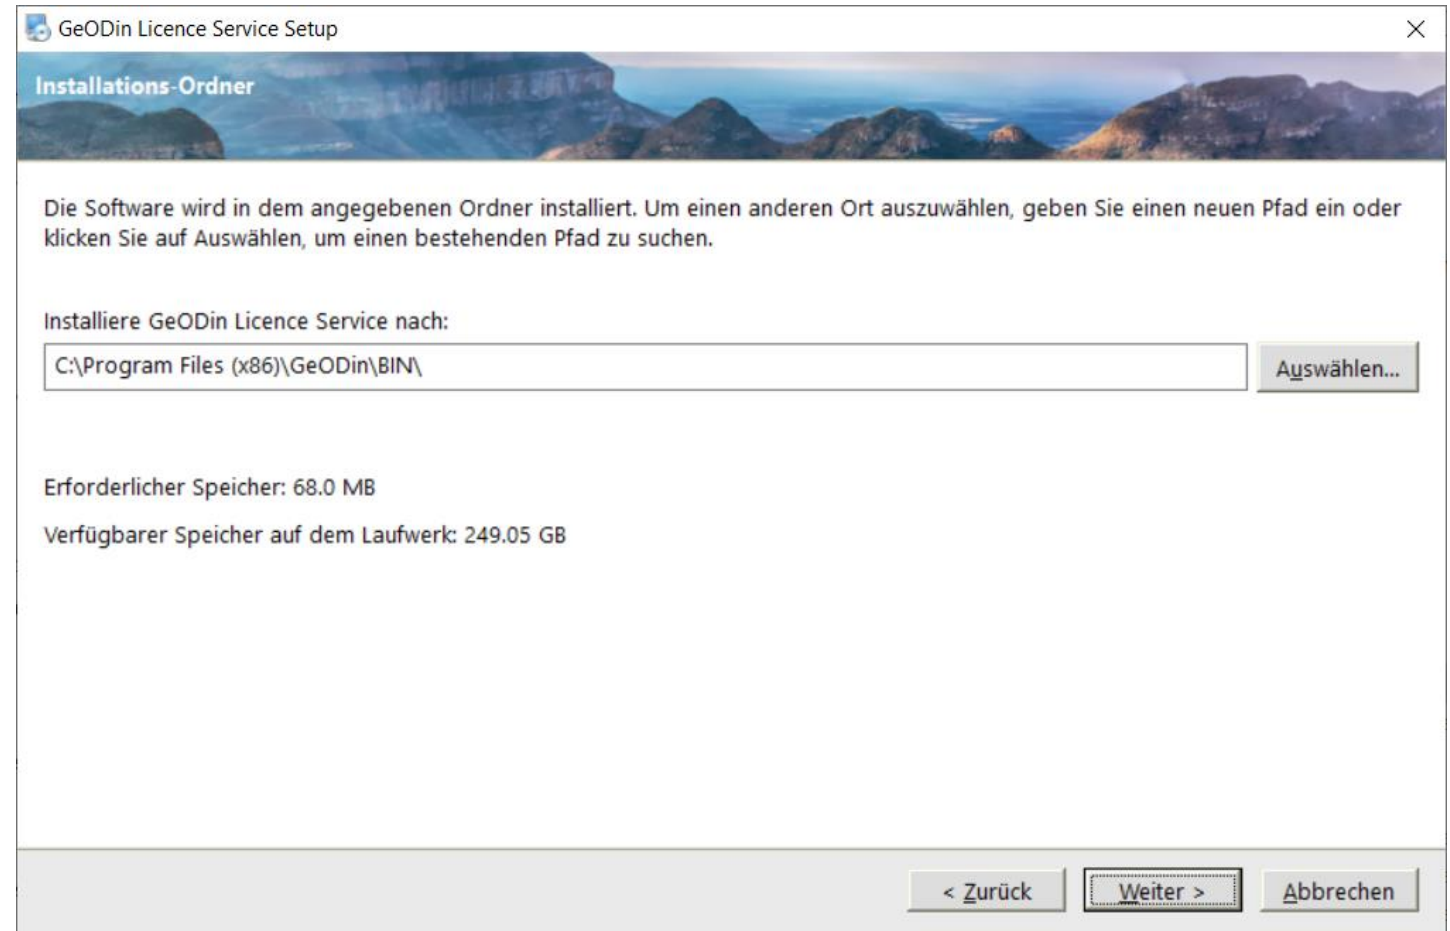 GeODin Licence Service Setup
Installations-Ordner
Die Software wird in dem angegebenen Ordner installiert. Um einen anderen Ort auszuwählen, geben Sie einen neuen Pfad ein oder
klicken Sie auf Auswählen, um einen bestehenden Pfad zu suchen.
Installiere GeODin Licence Service nach:
C:\Program Files (x86)\GeODin\BIN\
Auswählen...
Erforderlicher Speicher: 68.0 MB
Verfügbarer Speicher auf dem Laufwerk: 249.05 GB
< Zurück
Weiter >
Abbrechen